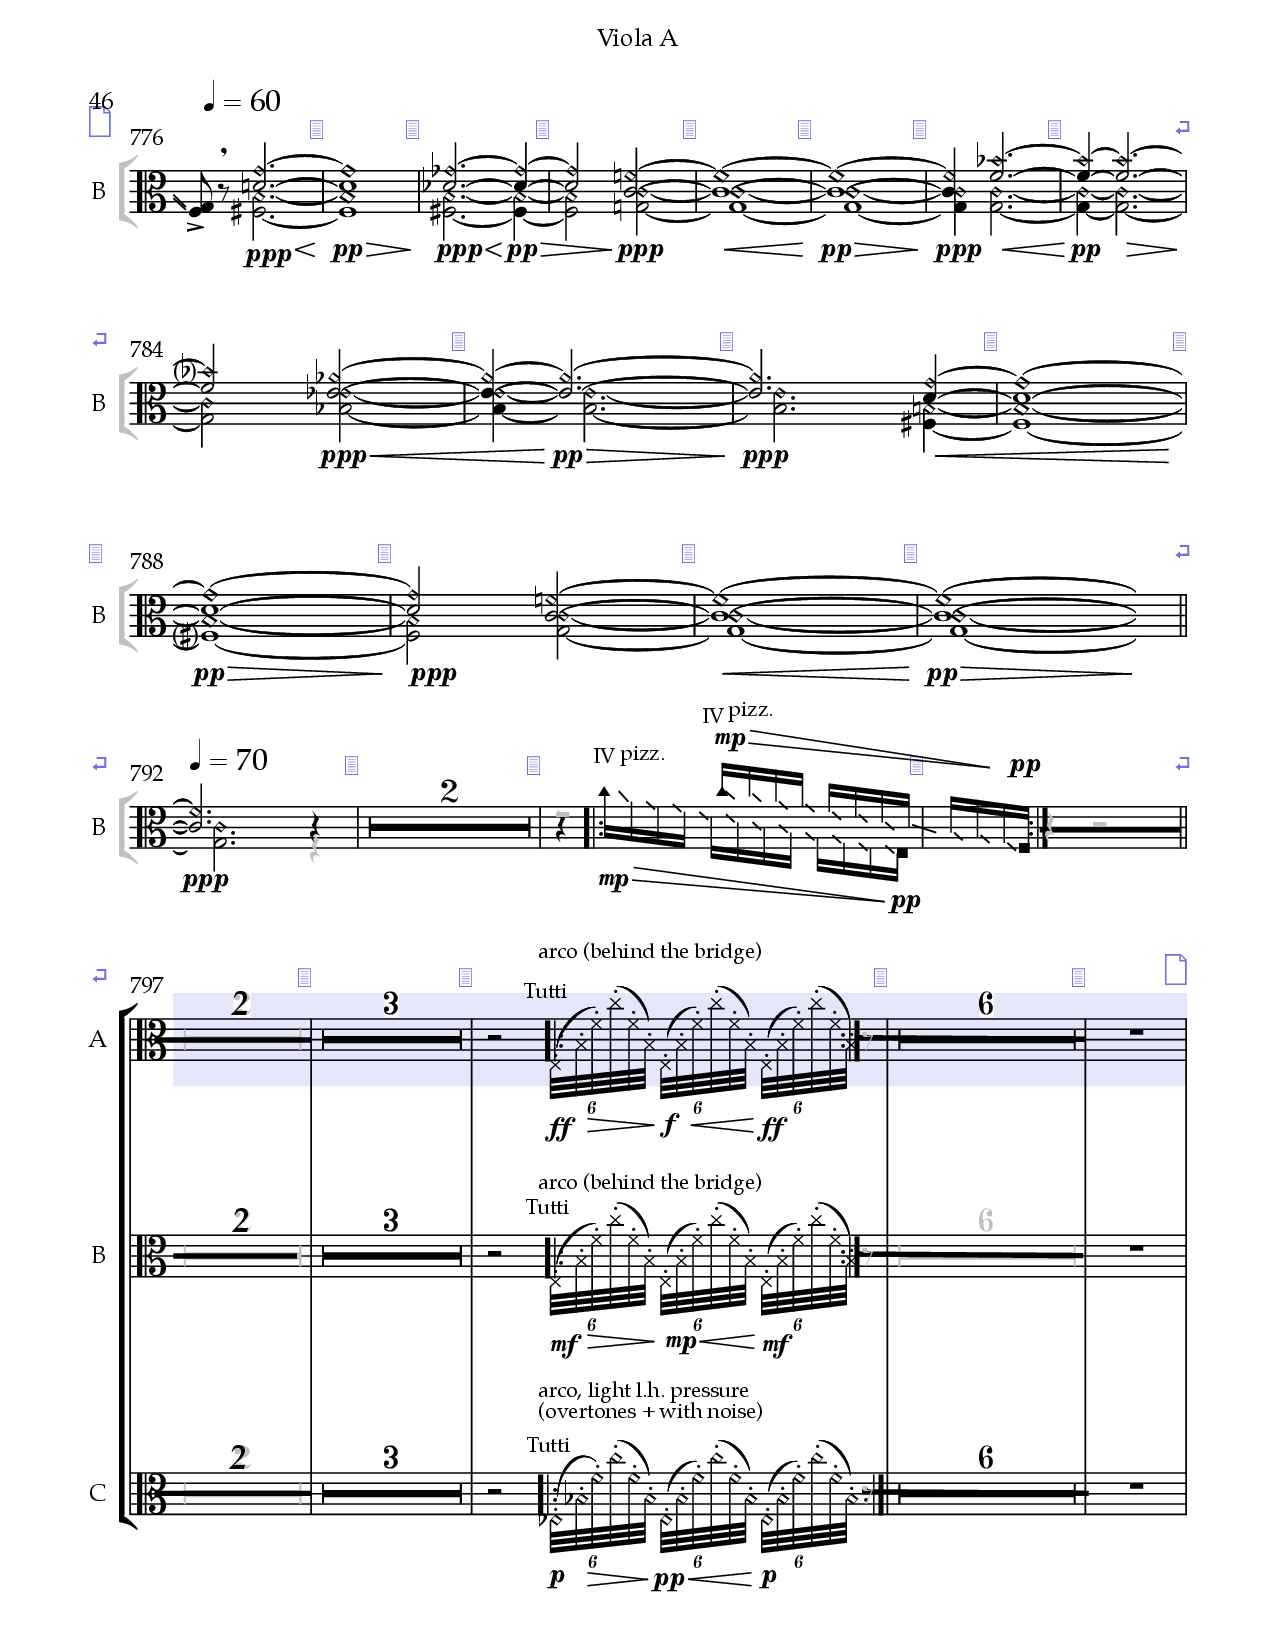 Viola A
46
♩ = 60
776
B
ppp pp ppp pp ppp pp ppp pp
784
B
ppp pp ppp
788
B
pp ppp pp
IV pizz.
mp
♩ = 70
792
IV pizz.
pp
2
B
ppp mp pp
arco (behind the bridge)
797
Tutti
2 3 6
A
6 6 6
ff f ff
arco (behind the bridge)
Tutti
2 3 6
B
6 6 6
mf mp mf
arco, light l.h. pressure
(overtones + with noise)
Tutti
2 3 6
C
6 6 6
p pp p